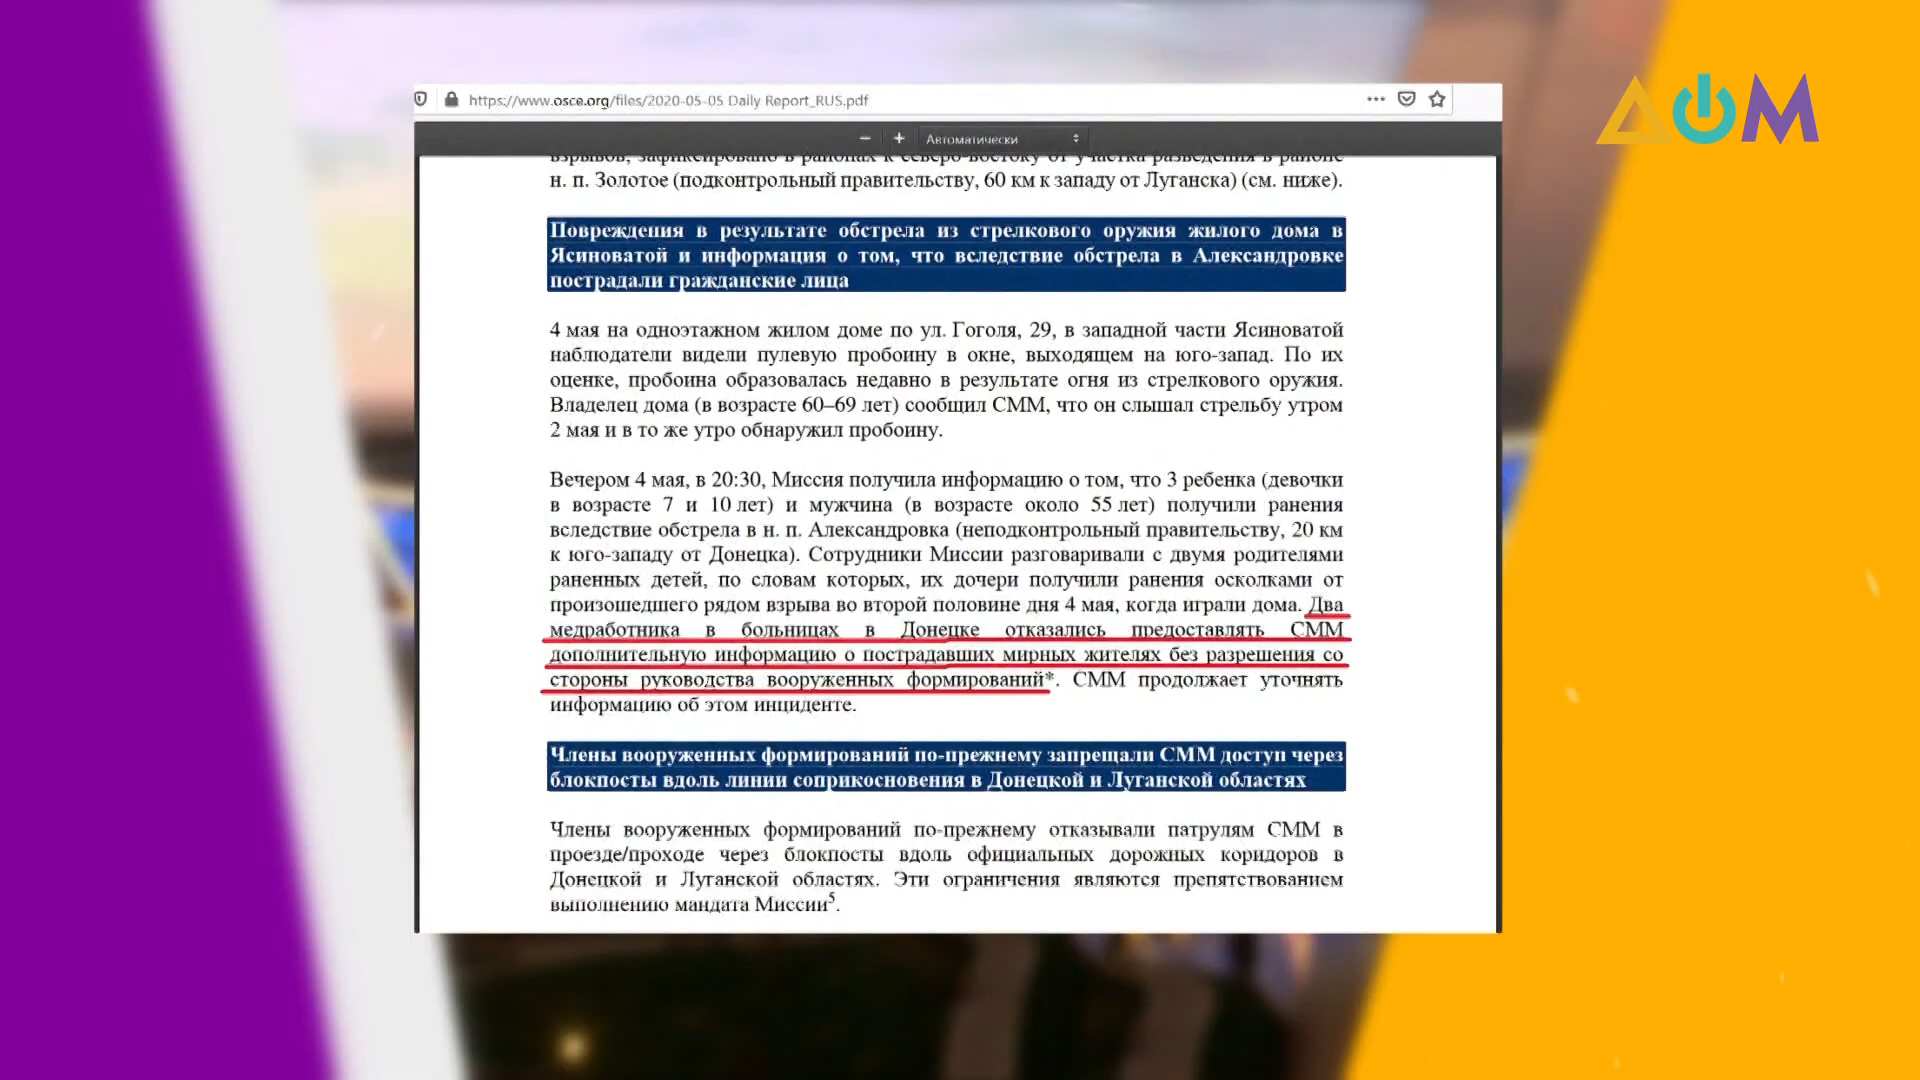 https://www.osce.org/files/2020-05-05 Daily Report_RUS.pdf
ДОМ
Автоматически
взрывов, зафиксировано в районах к северо-востоку от участка разведения в районе
н. п. Золотое (подконтрольный правительству, 60 км к западу от Луганска) (см. ниже).
Повреждения в результате обстрела из стрелкового оружия жилого дома в
Ясиноватой и информация о том, что вследствие обстрела в Александровке
пострадали гражданские лица
4 мая на одноэтажном жилом доме по ул. Гоголя, 29, в западной части Ясиноватой
наблюдатели видели пулевую пробоину в окне, выходящем на юго-запад. По их
оценке, пробоина образовалась недавно в результате огня из стрелкового оружия.
Владелец дома (в возрасте 60–69 лет) сообщил СММ, что он слышал стрельбу утром
2 мая и в то же утро обнаружил пробоину.
Вечером 4 мая, в 20:30, Миссия получила информацию о том, что 3 ребенка (девочки
в возрасте 7 и 10 лет) и мужчина (в возрасте около 55 лет) получили ранения
вследствие обстрела в н. п. Александровка (неподконтрольный правительству, 20 км
к юго-западу от Донецка). Сотрудники Миссии разговаривали с двумя родителями
раненных детей, по словам которых, их дочери получили ранения осколками от
произошедшего рядом взрыва во второй половине дня 4 мая, когда играли дома. Два
медработника в больницах в Донецке отказались предоставлять СММ
дополнительную информацию о пострадавших мирных жителях без разрешения со
стороны руководства вооруженных формирований*. СММ продолжает уточнять
информацию об этом инциденте.
Члены вооруженных формирований по-прежнему запрещали СММ доступ через
блокпосты вдоль линии соприкосновения в Донецкой и Луганской областях
Члены вооруженных формирований по-прежнему отказывали патрулям СММ в
проезде/проходе через блокпосты вдоль официальных дорожных коридоров в
Донецкой и Луганской областях. Эти ограничения являются препятствованием
выполнению мандата Миссии5.